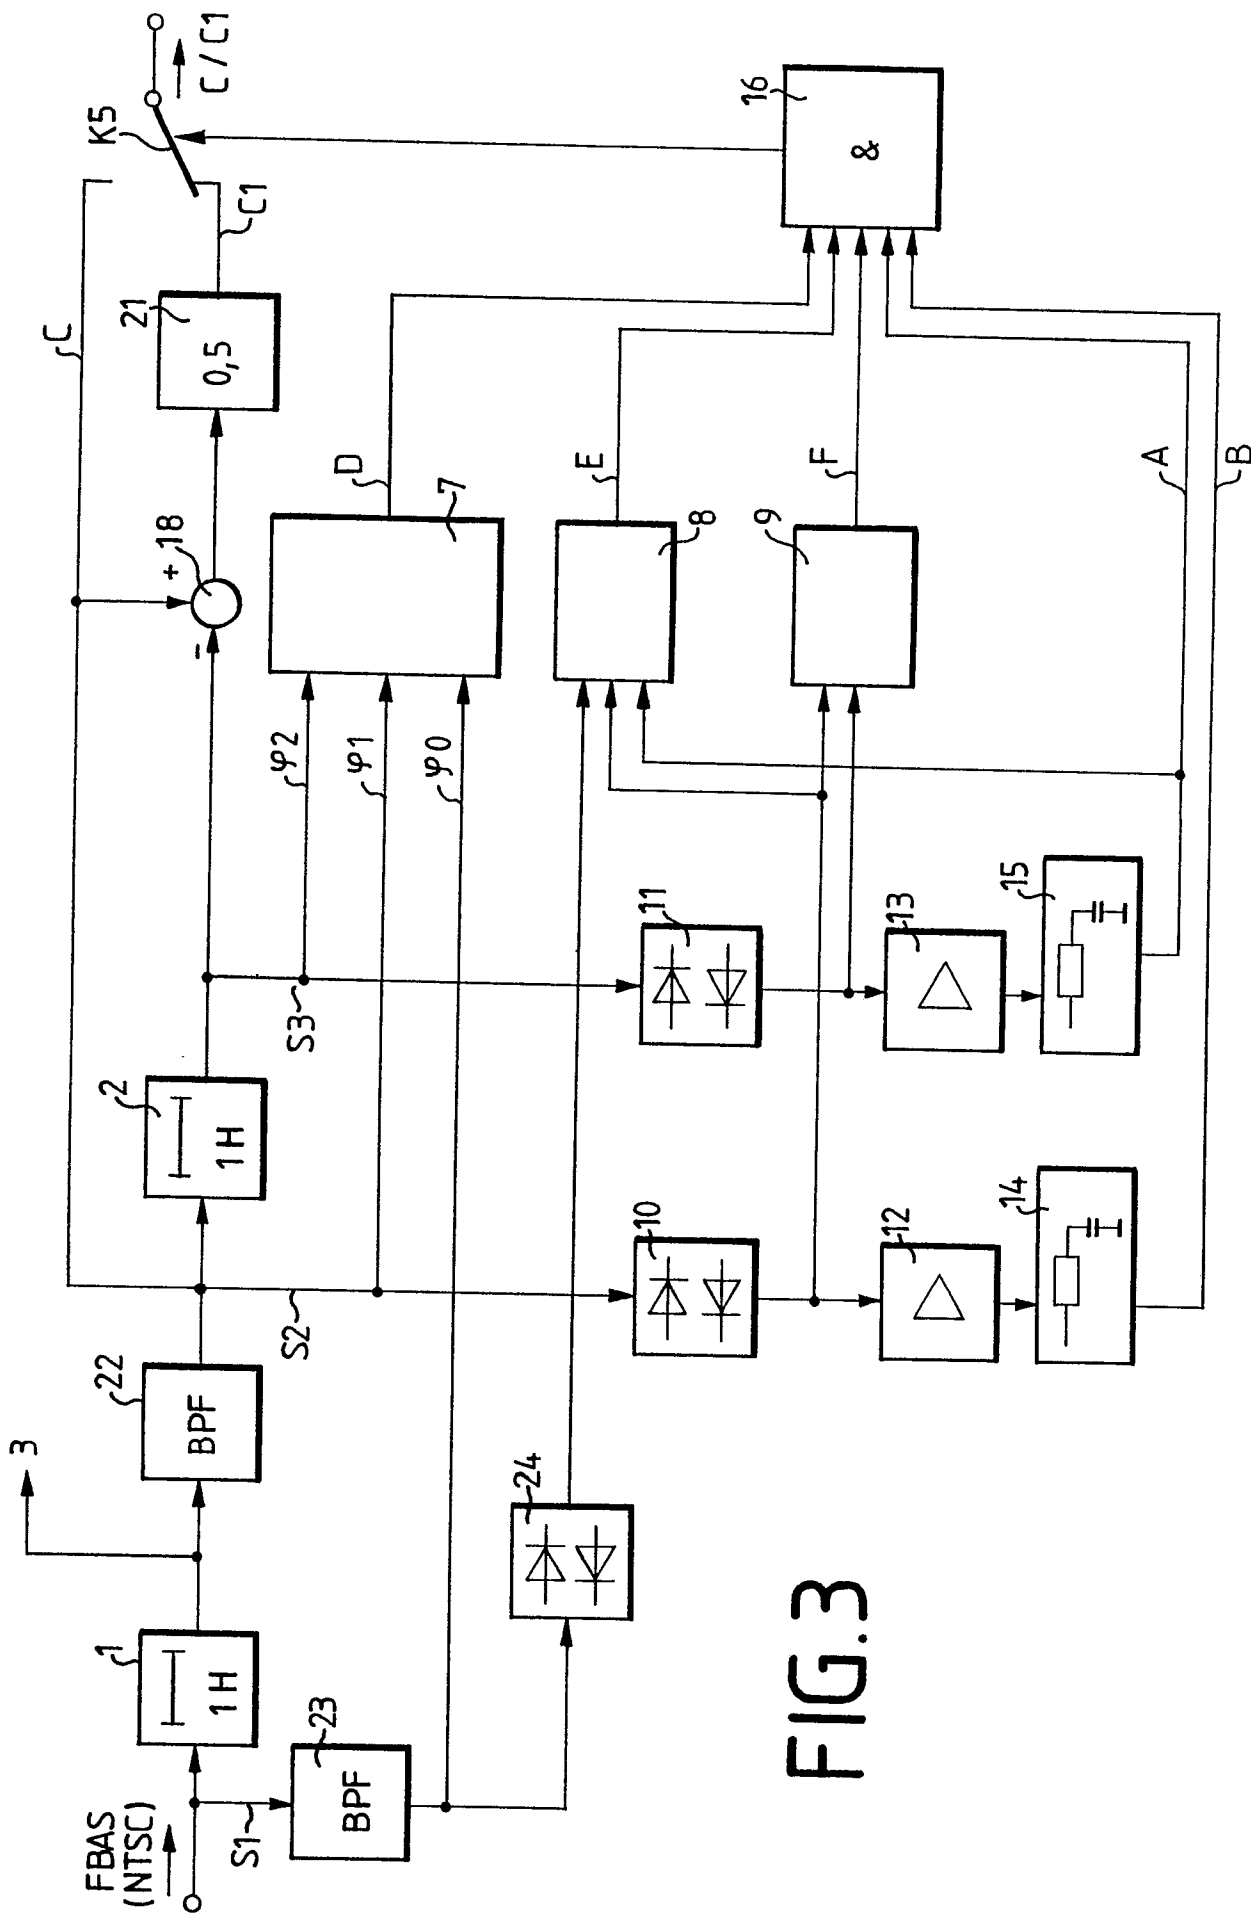 FBAS
(NTSC)
S1
1
1H
23
BPF
3
22
BPF
24
S2
C
2
1H
S3
φ2
φ1
φ0
10
11
12
13
14
15
+
-
18
21
0,5
C1
K5
C / C1
7
D
8
E
9
F
A
B
16
&
FIG.3